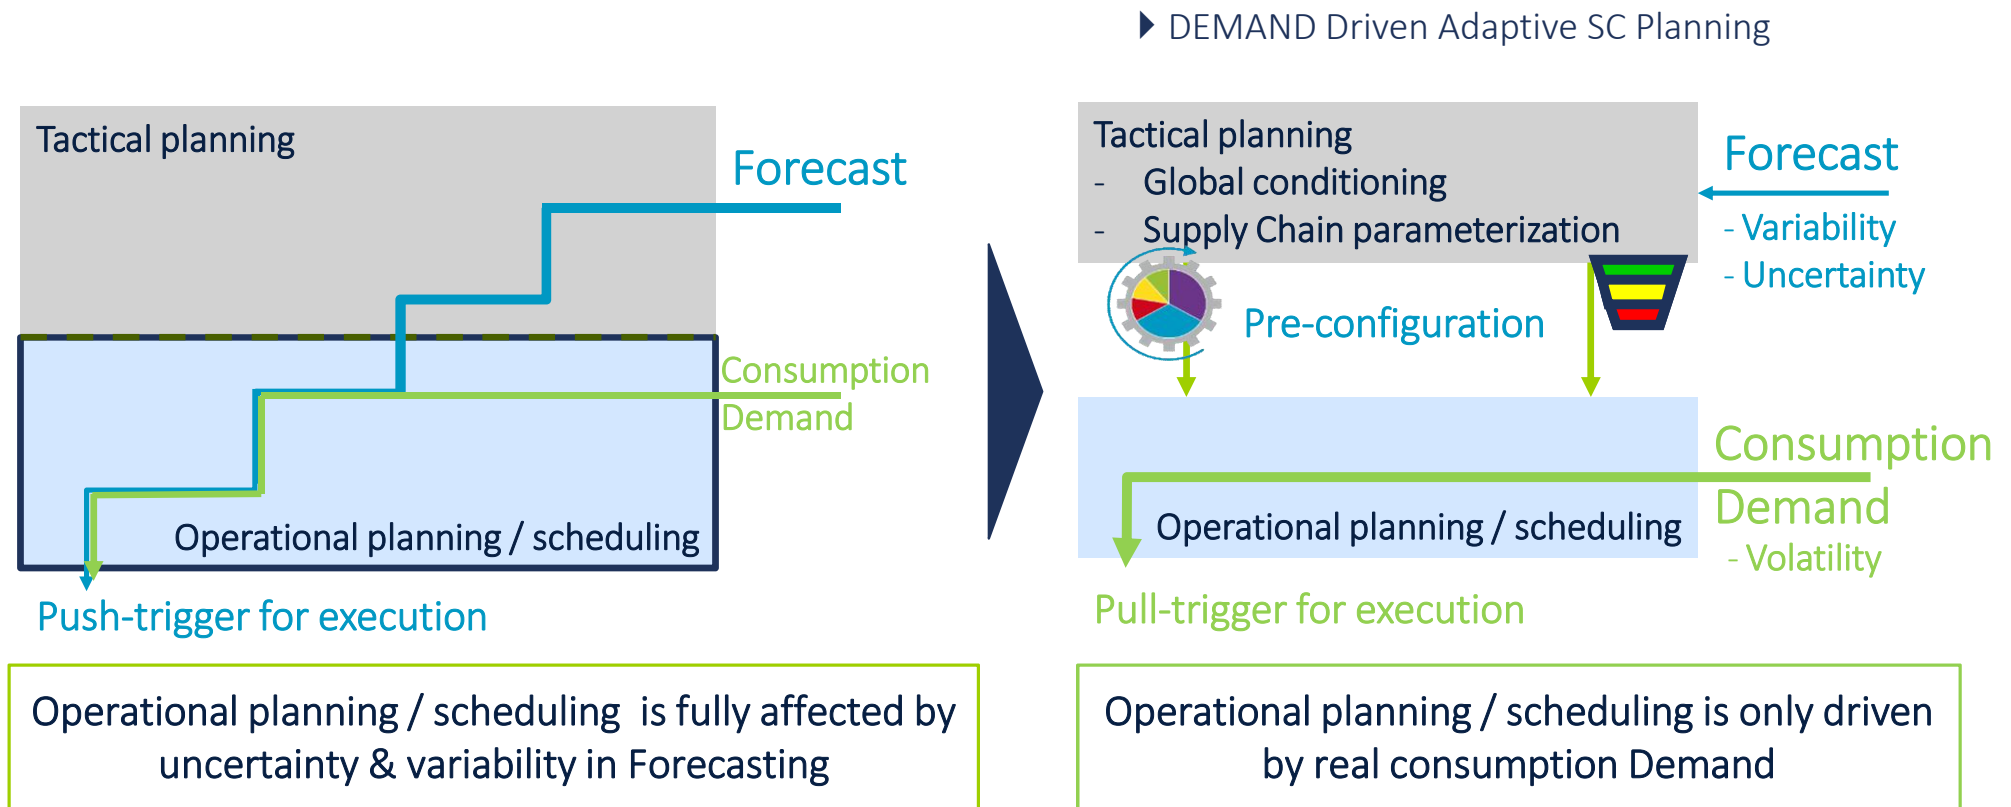 DEMAND Driven Adaptive SC Planning
Tactical planning
Forecast
Consumption
Demand
Operational planning / scheduling
Push-trigger for execution
Operational planning / scheduling is fully affected by
uncertainty & variability in Forecasting
Tactical planning
- Global conditioning
- Supply Chain parameterization
Forecast
- Variability
- Uncertainty
Pre-configuration
Consumption
Demand
- Volatility
Operational planning / scheduling
Pull-trigger for execution
Operational planning / scheduling is only driven
by real consumption Demand